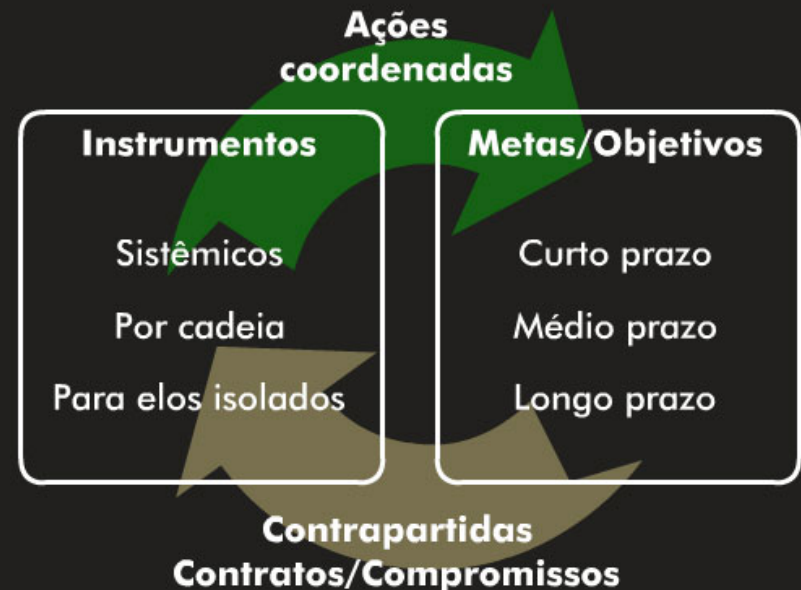 Ações
coordenadas
Instrumentos
Sistêmicos
Por cadeia
Para elos isolados
Metas/Objetivos
Curto prazo
Médio prazo
Longo prazo
Contrapartidas
Contratos/Compromissos